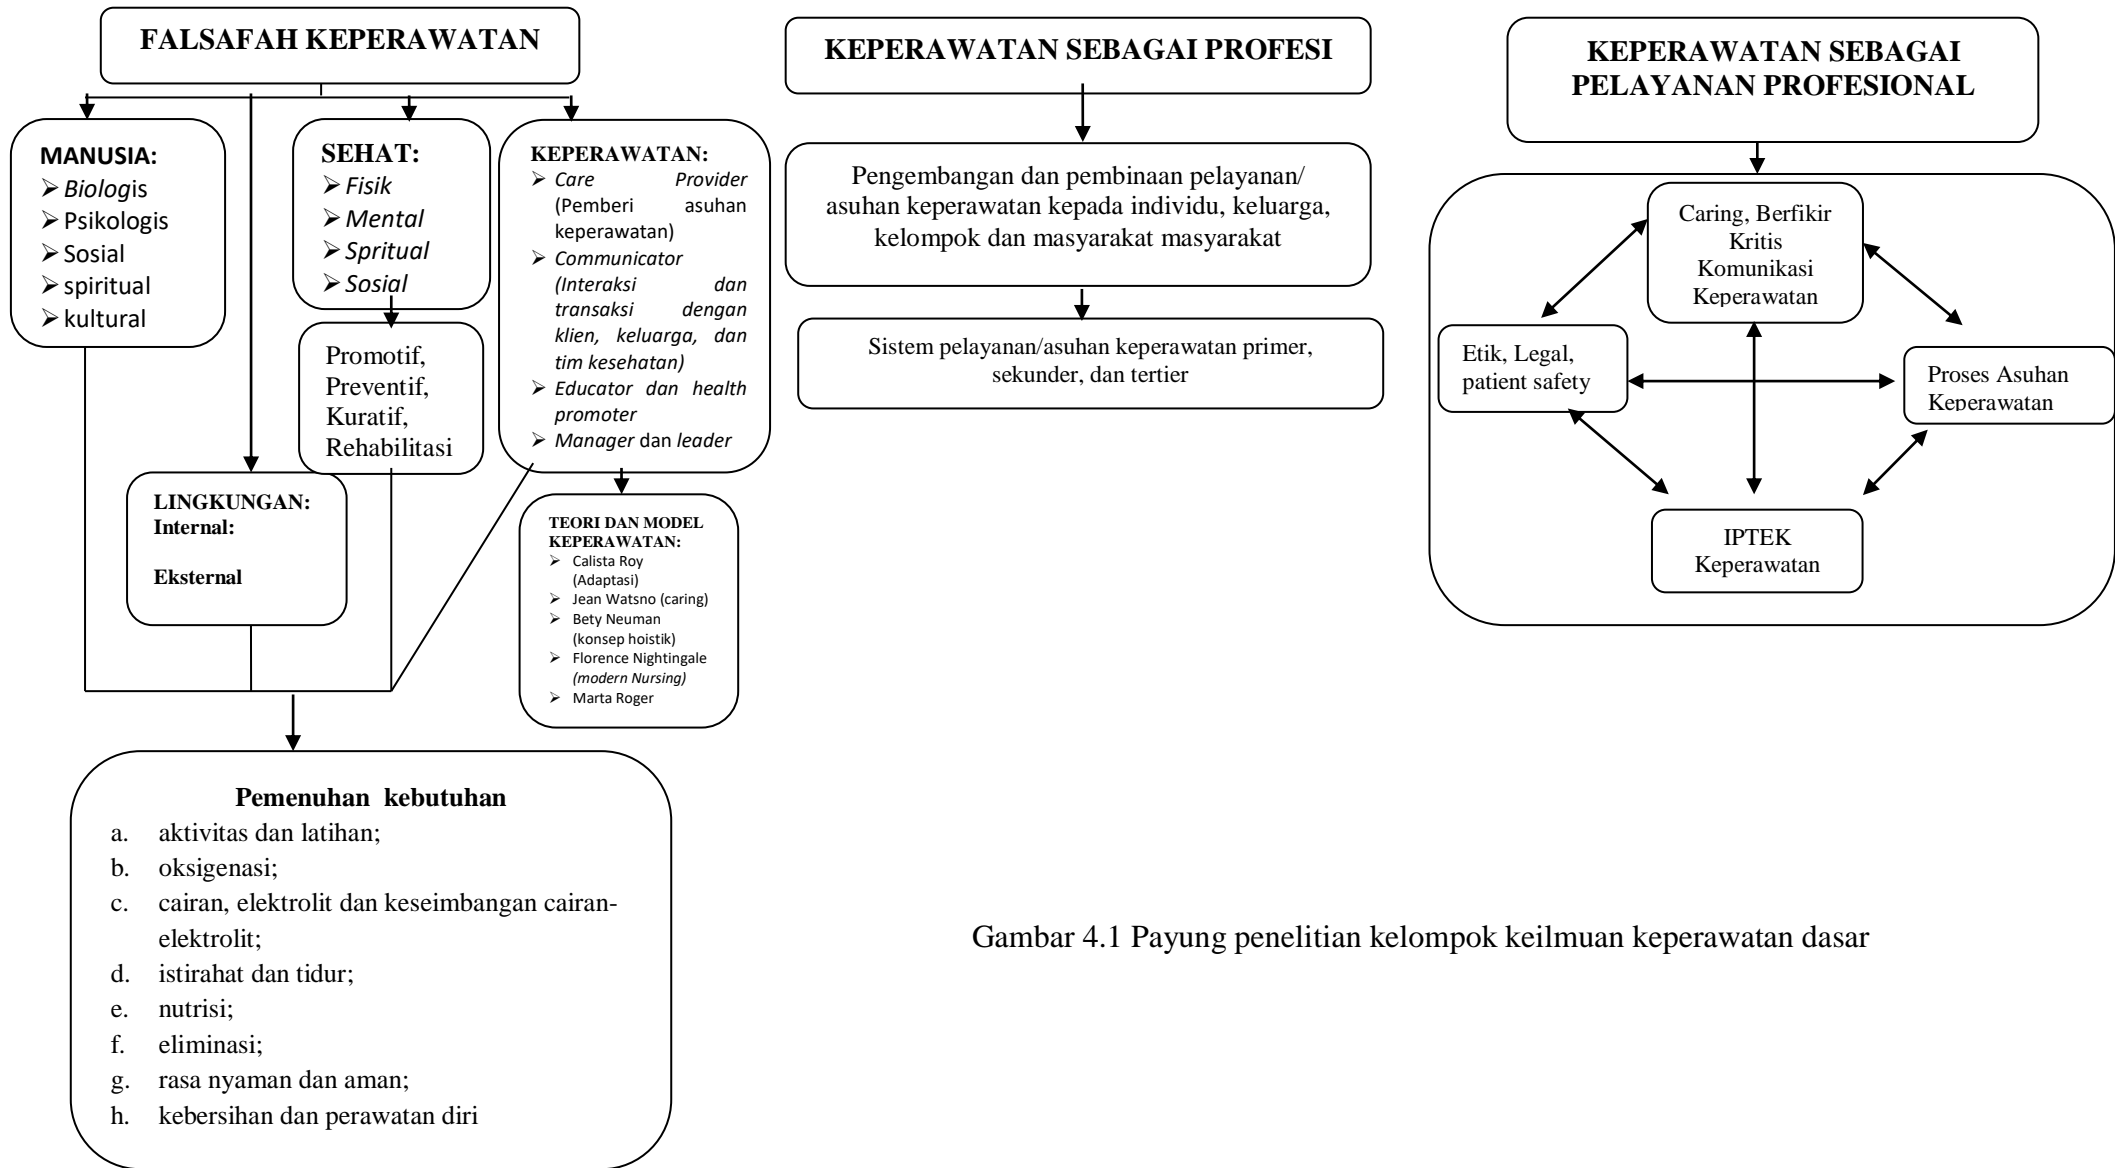 FALSAFAH KEPERAWATAN
MANUSIA:
➢ Biologis
➢ Psikologis
➢ Sosial
➢ spiritual
➢ kultural
SEHAT:
➢ Fisik
➢ Mental
➢ Spritual
➢ Sosial
Promotif,
Preventif,
Kuratif,
Rehabilitasi
KEPERAWATAN:
➢ Care Provider
(Pemberi asuhan
keperawatan)
➢ Communicator
(Interaksi dan
transaksi dengan
klien, keluarga, dan
tim kesehatan)
➢ Educator dan health
promoter
➢ Manager dan leader
LINGKUNGAN:
Internal:
Eksternal
TEORI DAN MODEL
KEPERAWATAN:
➢ Calista Roy
(Adaptasi)
➢ Jean Watsno (caring)
➢ Bety Neuman
(konsep hoistik)
➢ Florence Nightingale
(modern Nursing)
➢ Marta Roger
Pemenuhan kebutuhan
a. aktivitas dan latihan;
b. oksigenasi;
c. cairan, elektrolit dan keseimbangan cairan-
elektrolit;
d. istirahat dan tidur;
e. nutrisi;
f. eliminasi;
g. rasa nyaman dan aman;
h. kebersihan dan perawatan diri
KEPERAWATAN SEBAGAI PROFESI
Pengembangan dan pembinaan pelayanan/
asuhan keperawatan kepada individu, keluarga,
kelompok dan masyarakat masyarakat
Sistem pelayanan/asuhan keperawatan primer,
sekunder, dan tertier
KEPERAWATAN SEBAGAI
PELAYANAN PROFESIONAL
Caring, Berfikir
Kritis
Komunikasi
Keperawatan
Etik, Legal,
patient safety
Proses Asuhan
Keperawatan
IPTEK
Keperawatan
Gambar 4.1 Payung penelitian kelompok keilmuan keperawatan dasar